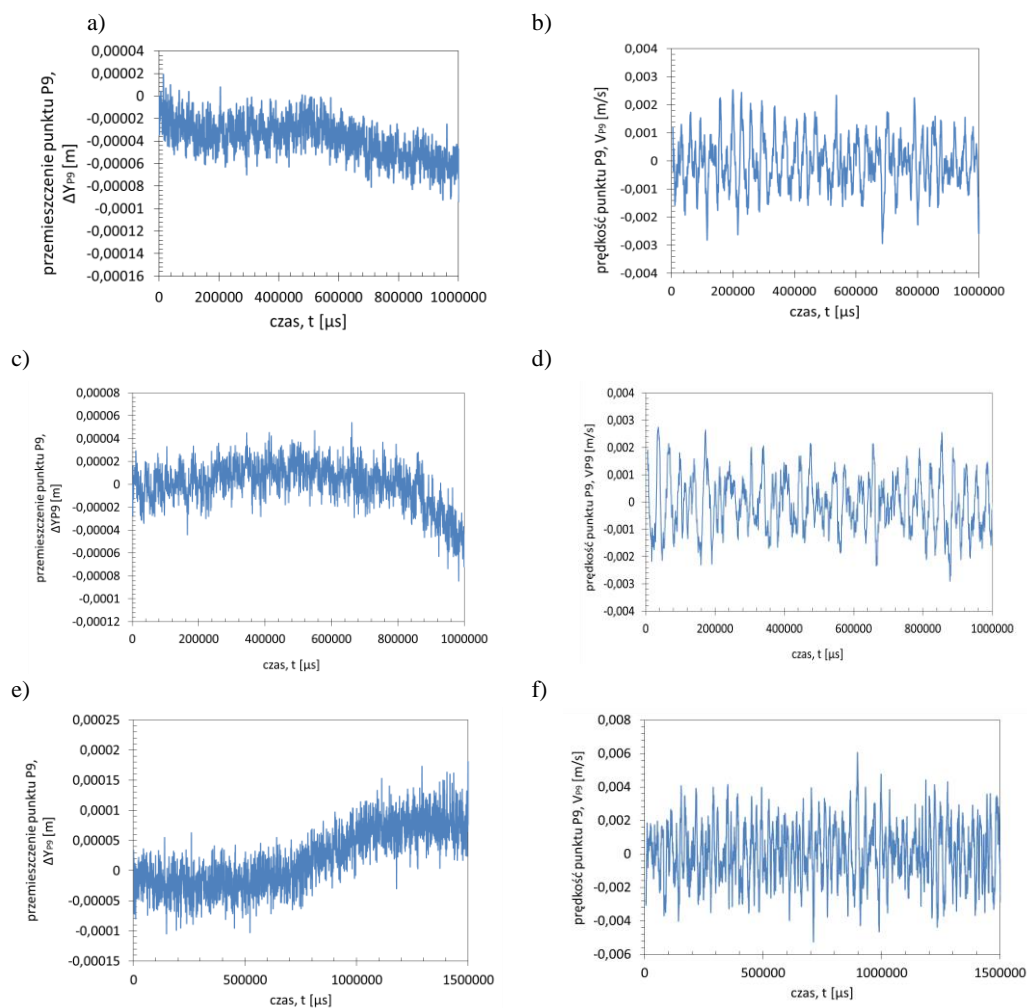 a)
0,00004
0,00002
0
-0,00002
-0,00004
-0,00006
-0,00008
-0,0001
-0,00012
-0,00014
-0,00016
przemieszczenie punktu P9,
ΔYP9 [m]
0 200000 400000 600000 800000 1000000
czas, t [µs]
b)
0,004
0,003
0,002
0,001
0
-0,001
-0,002
-0,003
-0,004
prędkość punktu P9, VP9 [m/s]
0 200000 400000 600000 800000 1000000
czas, t [µs]
c)
0,00008
0,00006
0,00004
0,00002
0
-0,00002
-0,00004
-0,00006
-0,00008
-0,0001
-0,00012
przemieszczenie punktu P9,
ΔYP9 [m]
0 200000 400000 600000 800000 1000000
czas, t [µs]
d)
0,004
0,003
0,002
0,001
0
-0,001
-0,002
-0,003
-0,004
prędkość punktu P9, VP9 [m/s]
0 200000 400000 600000 800000 1000000
czas, t [µs]
e)
0,00025
0,0002
0,00015
0,0001
0,00005
0
-0,00005
-0,0001
-0,00015
przemieszczenie punktu P9,
ΔYP9 [m]
0 500000 1000000 1500000
czas, t [µs]
f)
0,008
0,006
0,004
0,002
0
-0,002
-0,004
-0,006
prędkość punktu P9, VP9 [m/s]
0 500000 1000000 1500000
czas, t [µs]